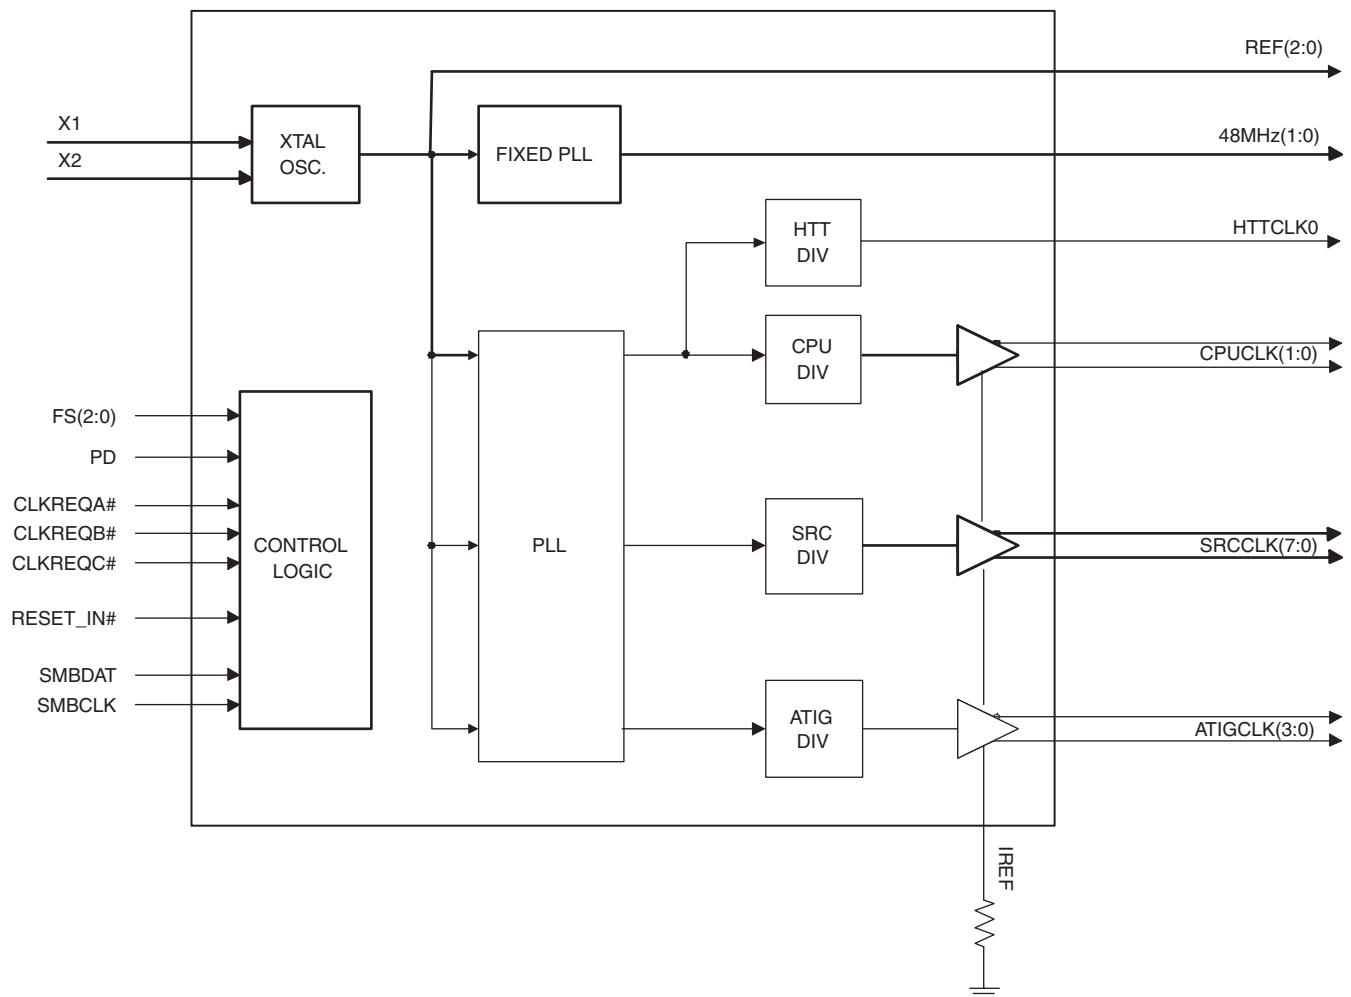 REF(2:0)
X1
XTAL
OSC.
FIXED PLL
48MHz(1:0)
X2
HTT
DIV
HTTCLK0
CPU
DIV
CPUCLK(1:0)
FS(2:0)
PD
CLKREQA#
CLKREQB#
CLKREQC#
RESET_IN#
SMBDAT
SMBCLK
CONTROL
LOGIC
PLL
SRC
DIV
SRCCLK(7:0)
ATIG
DIV
ATIGCLK(3:0)
IREF